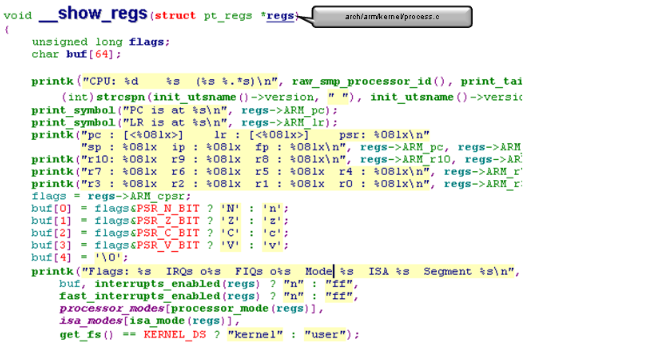 void __show_regs(struct pt_regs *regs)
arch/arm/kernel/process.c
{
unsigned long flags;
char buf[64];
printk("CPU: %d    %s  (%s %.*s)\n", raw_smp_processor_id(), print_tai
(int)strcspn(init_utsname()->version, " "), init_utsname()->versio
print_symbol("PC is at %s\n", regs->ARM_pc);
print_symbol("LR is at %s\n", regs->ARM_lr);
printk("pc : [<%08lx>]    lr : [<%08lx>]    psr: %08lx\n"
"sp : %08lx  ip : %08lx  fp : %08lx\n", regs->ARM_pc, regs->ARM
printk("r10: %08lx  r9 : %08lx  r8 : %08lx\n", regs->ARM_r10, regs->AR
printk("r7 : %08lx  r6 : %08lx  r5 : %08lx  r4 : %08lx\n", regs->ARM_r
printk("r3 : %08lx  r2 : %08lx  r1 : %08lx  r0 : %08lx\n", regs->ARM_r
flags = regs->ARM_cpsr;
buf[0] = flags&PSR_N_BIT ? 'N' : 'n';
buf[1] = flags&PSR_Z_BIT ? 'Z' : 'z';
buf[2] = flags&PSR_C_BIT ? 'C' : 'c';
buf[3] = flags&PSR_V_BIT ? 'V' : 'v';
buf[4] = '\0';
printk("Flags: %s  IRQs o%s  FIQs o%s  Mode %s  ISA %s  Segment %s\n",
buf, interrupts_enabled(regs) ? "n" : "ff",
fast_interrupts_enabled(regs) ? "n" : "ff",
processor_modes[processor_mode(regs)],
isa_modes[isa_mode(regs)],
get_fs() == KERNEL_DS ? "kernel" : "user");